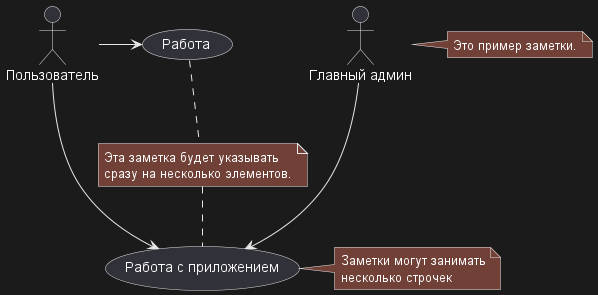 Работа
Это пример заметки.
Пользователь
Главный админ
Эта заметка будет указывать
сразу на несколько элементов.
Работа с приложением
Заметки могут занимать
несколько строчек